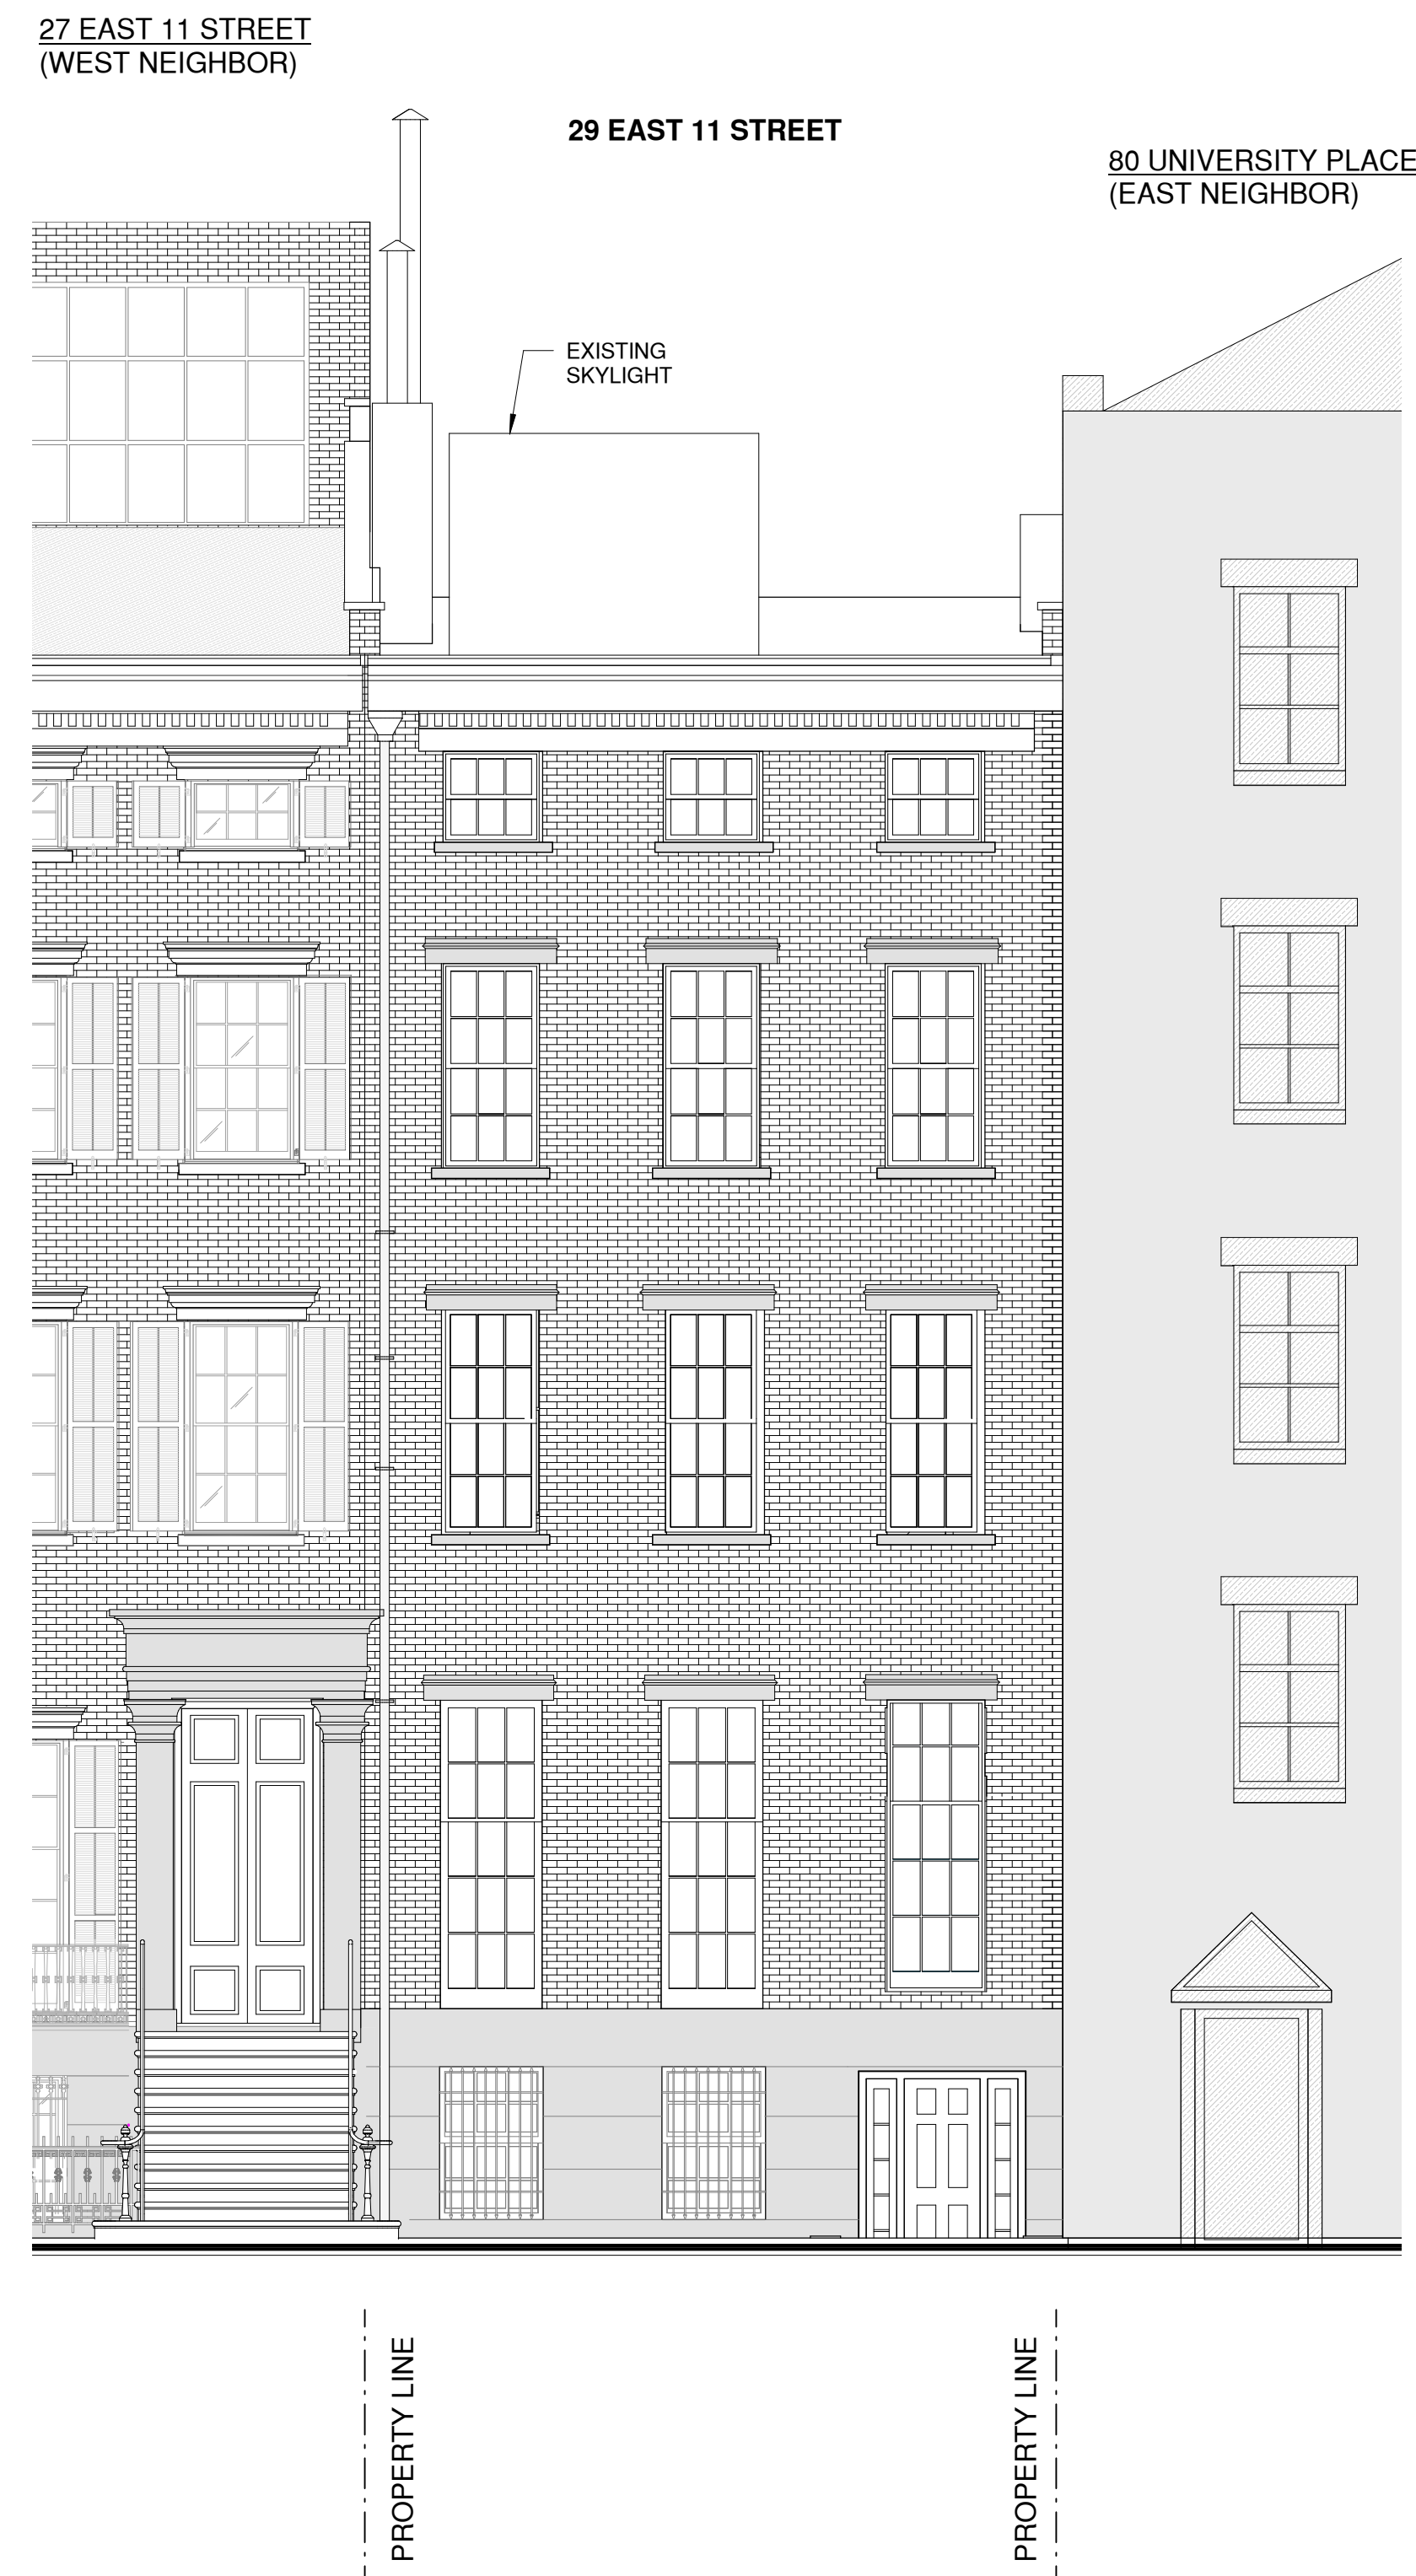 27 EAST 11 STREET
(WEST NEIGHBOR)
29 EAST 11 STREET
80 UNIVERSITY PLACE
(EAST NEIGHBOR)
EXISTING
SKYLIGHT
PROPERTY LINE
PROPERTY LINE